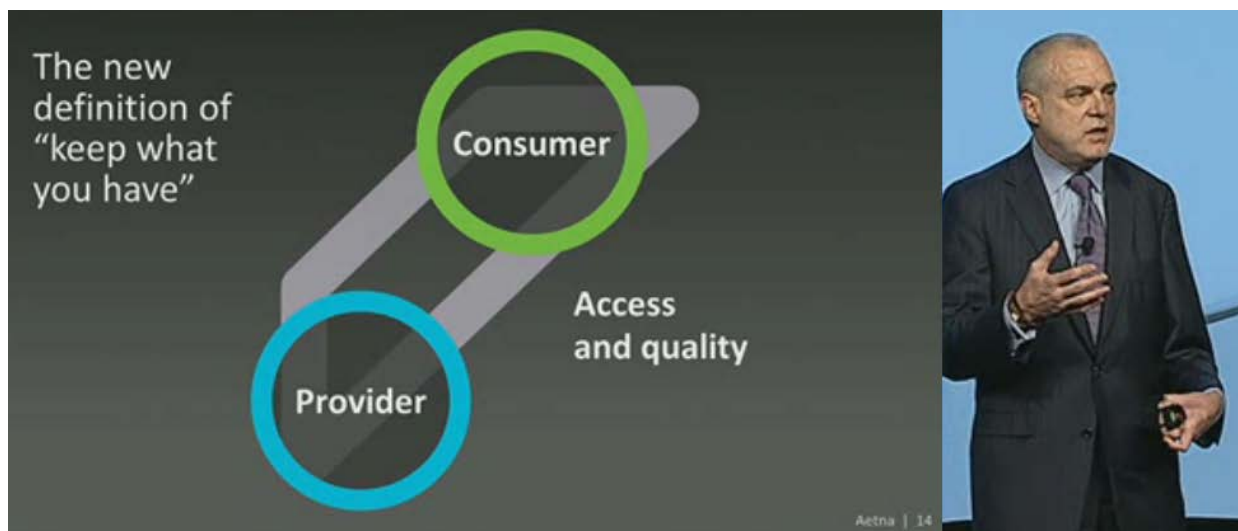 The new
definition of
“keep what
you have”
Consumer
Access
and quality
Provider
Aetna | 14